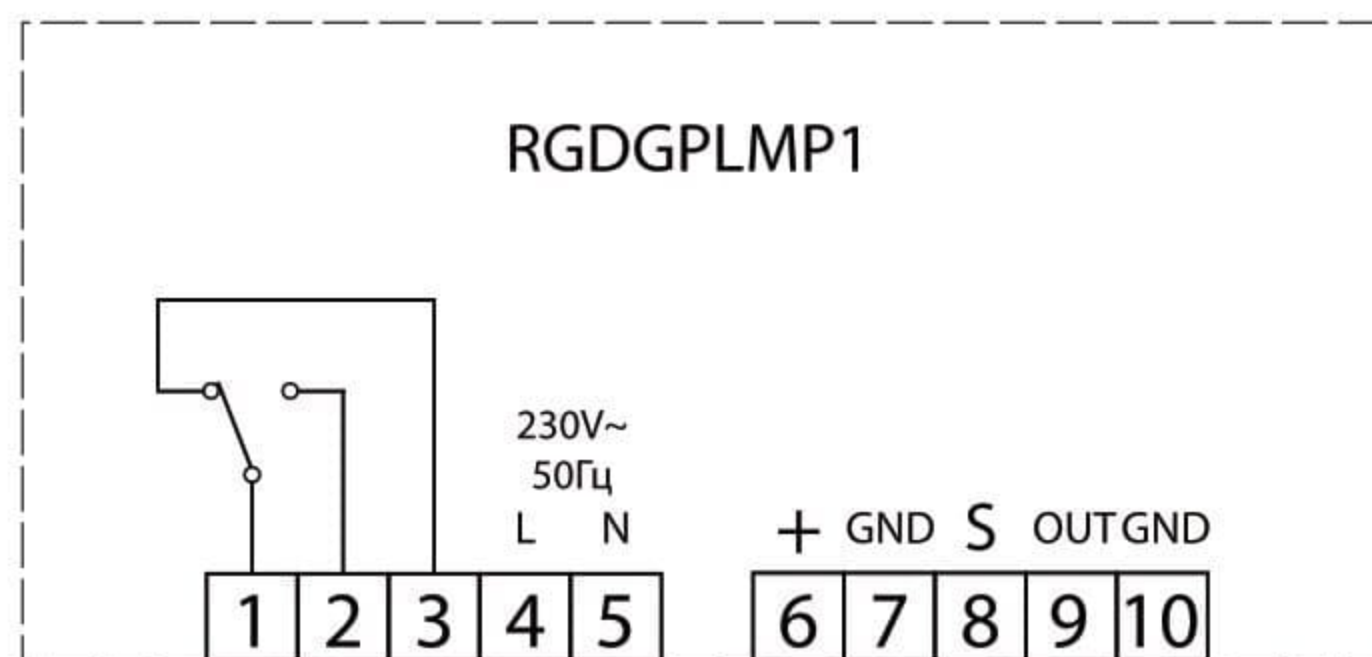 RGDGPLMP1
230V~
50Гц
L N
+ GND S OUT GND
1 2 3 4 5 6 7 8 9 10